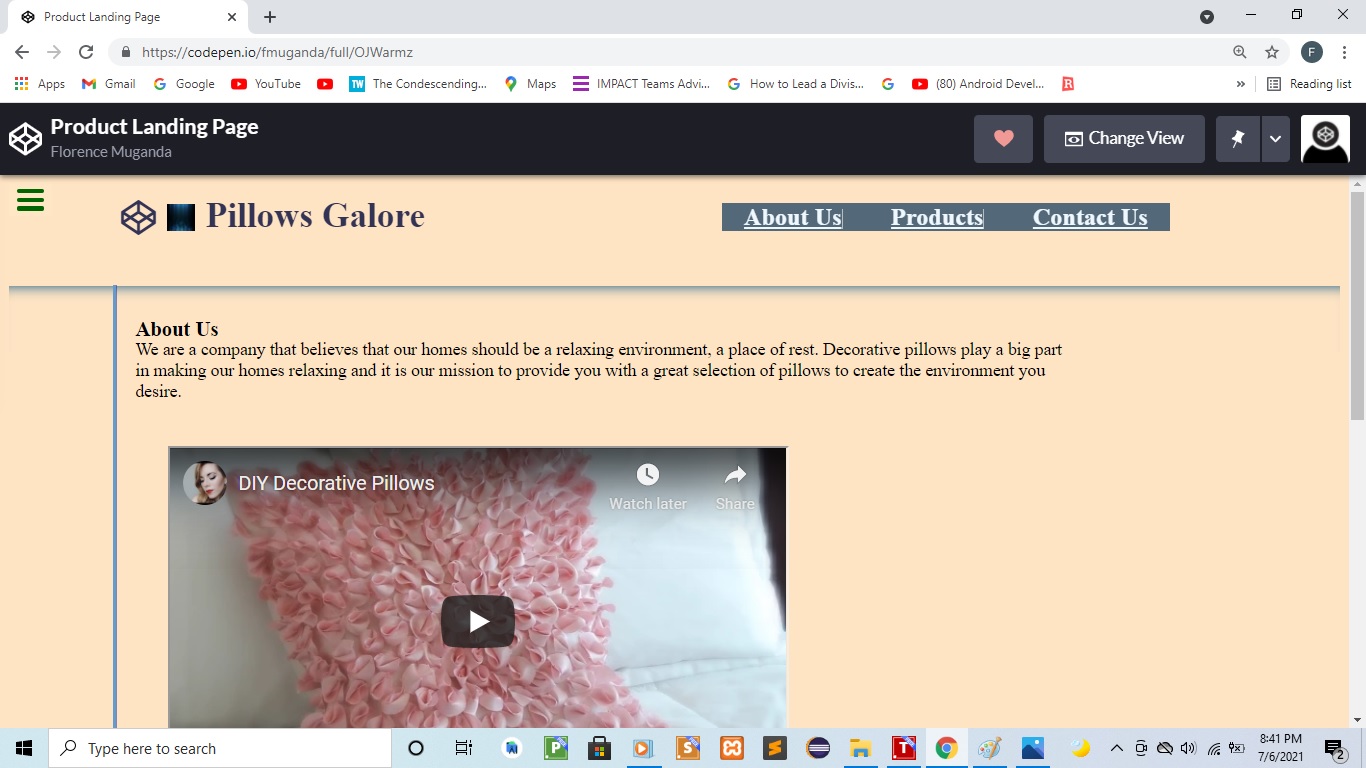 Product Landing Page
https://codepen.io/fmuganda/full/OJWarmz
F
Apps Gmail Google YouTube TW The Condescending... Maps IMPACT Teams Advi... How to Lead a Divis... (80) Android Devel... R » Reading list
Product Landing Page
Florence Muganda
Change View
Pillows Galore
About Us Products Contact Us
About Us
We are a company that believes that our homes should be a relaxing environment, a place of rest. Decorative pillows play a big part
in making our homes relaxing and it is our mission to provide you with a great selection of pillows to create the environment you
desire.
DIY Decorative Pillows
Watch later Share
Type here to search
P S T
8:41 PM
7/6/2021
2